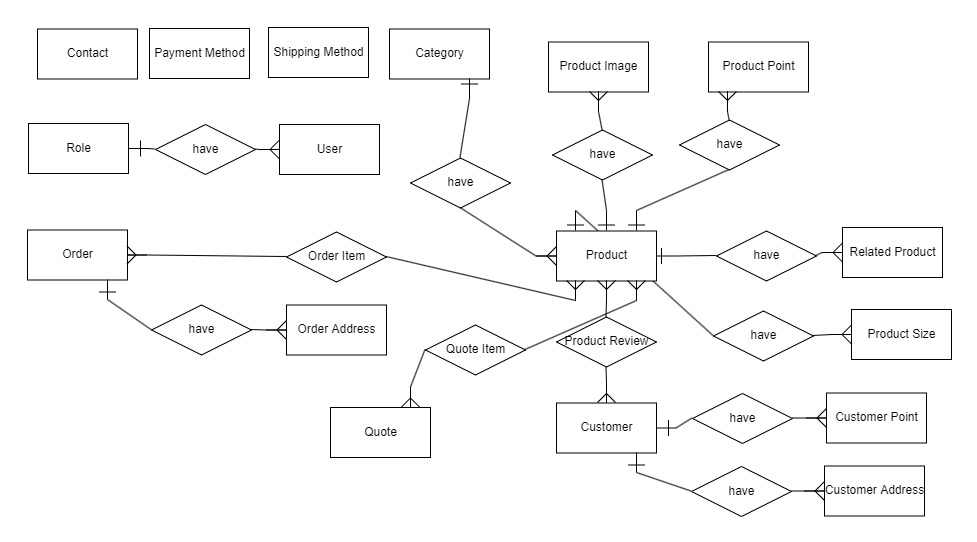 Contact
Payment Method
Shipping Method
Category
Product Image
Product Point
Role
have
User
have
have
have
Order
Order Item
Product
have
Related Product
have
Order Address
Quote Item
Product Review
have
Product Size
Quote
Customer
have
Customer Point
have
Customer Address